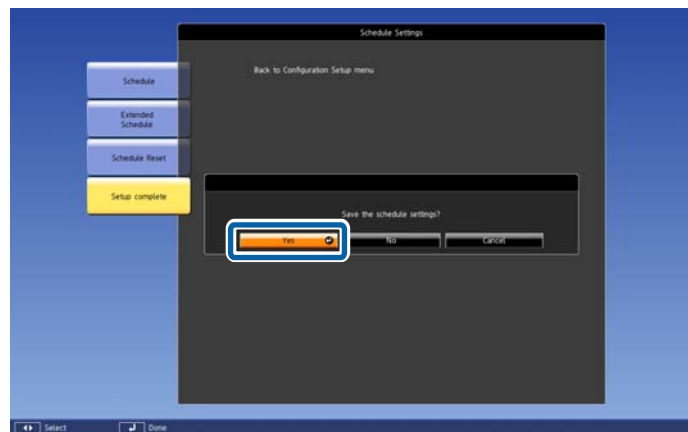 Schedule Settings
Back to Configuration Setup menu
Schedule
Extended
Schedule
Schedule Reset
Setup complete
Save the schedule settings?
Yes
No
Cancel
Select
Done